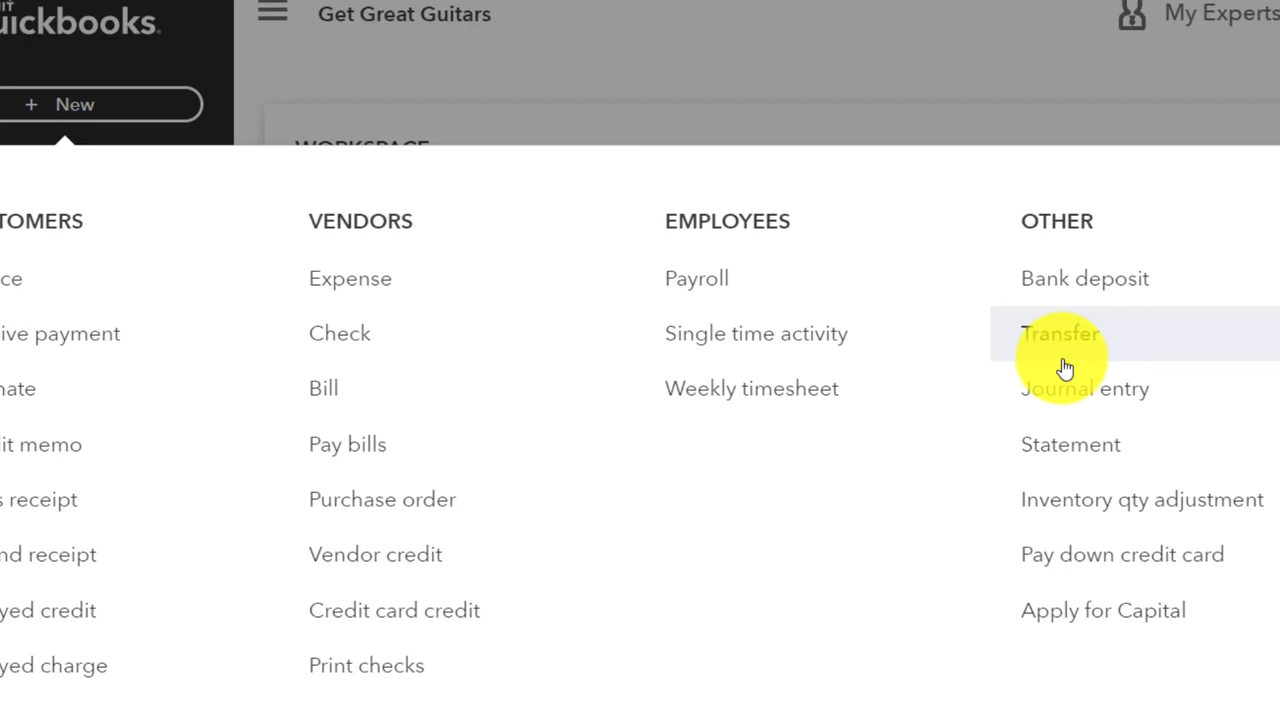 uickbooks.
Get Great Guitars
My Experts
+ New
WORKSPACE
TOMERS
ce
ive payment
nate
lit memo
s receipt
nd receipt
yed credit
yed charge
VENDORS
Expense
Check
Bill
Pay bills
Purchase order
Vendor credit
Credit card credit
Print checks
EMPLOYEES
Payroll
Single time activity
Weekly timesheet
OTHER
Bank deposit
Transfer
Journal entry
Statement
Inventory qty adjustment
Pay down credit card
Apply for Capital